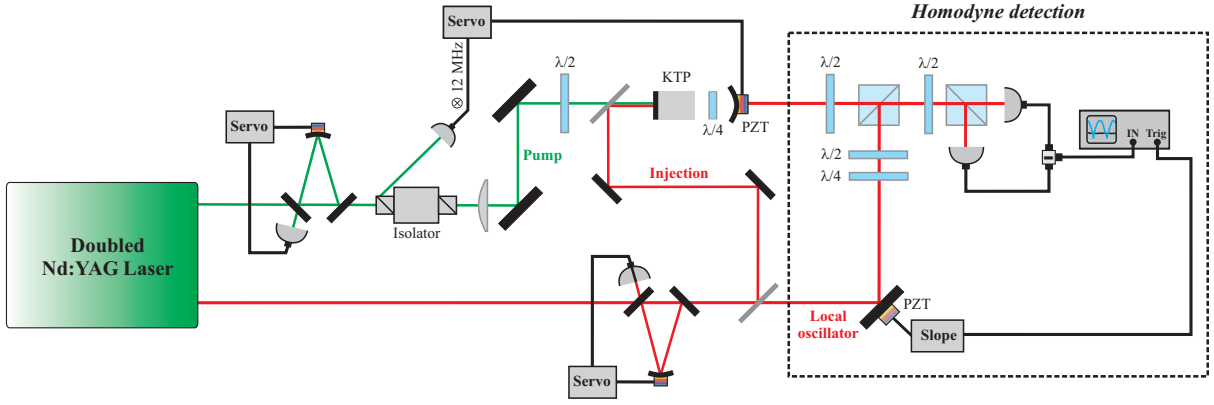 Homodyne detection
Servo
⊗ 12 MHz
λ/2
KTP
λ/4
PZT
λ/2
λ/2
IN Trig
Servo
Pump
Injection
λ/2
λ/4
Isolator
Doubled
Nd:YAG Laser
PZT
Local
oscillator
Slope
Servo